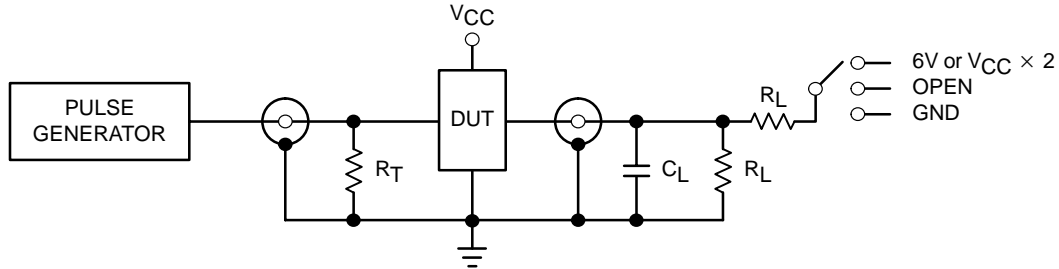 VCC
6V or VCC × 2
OPEN
GND
RL
PULSE
GENERATOR
DUT
RT
CL
RL